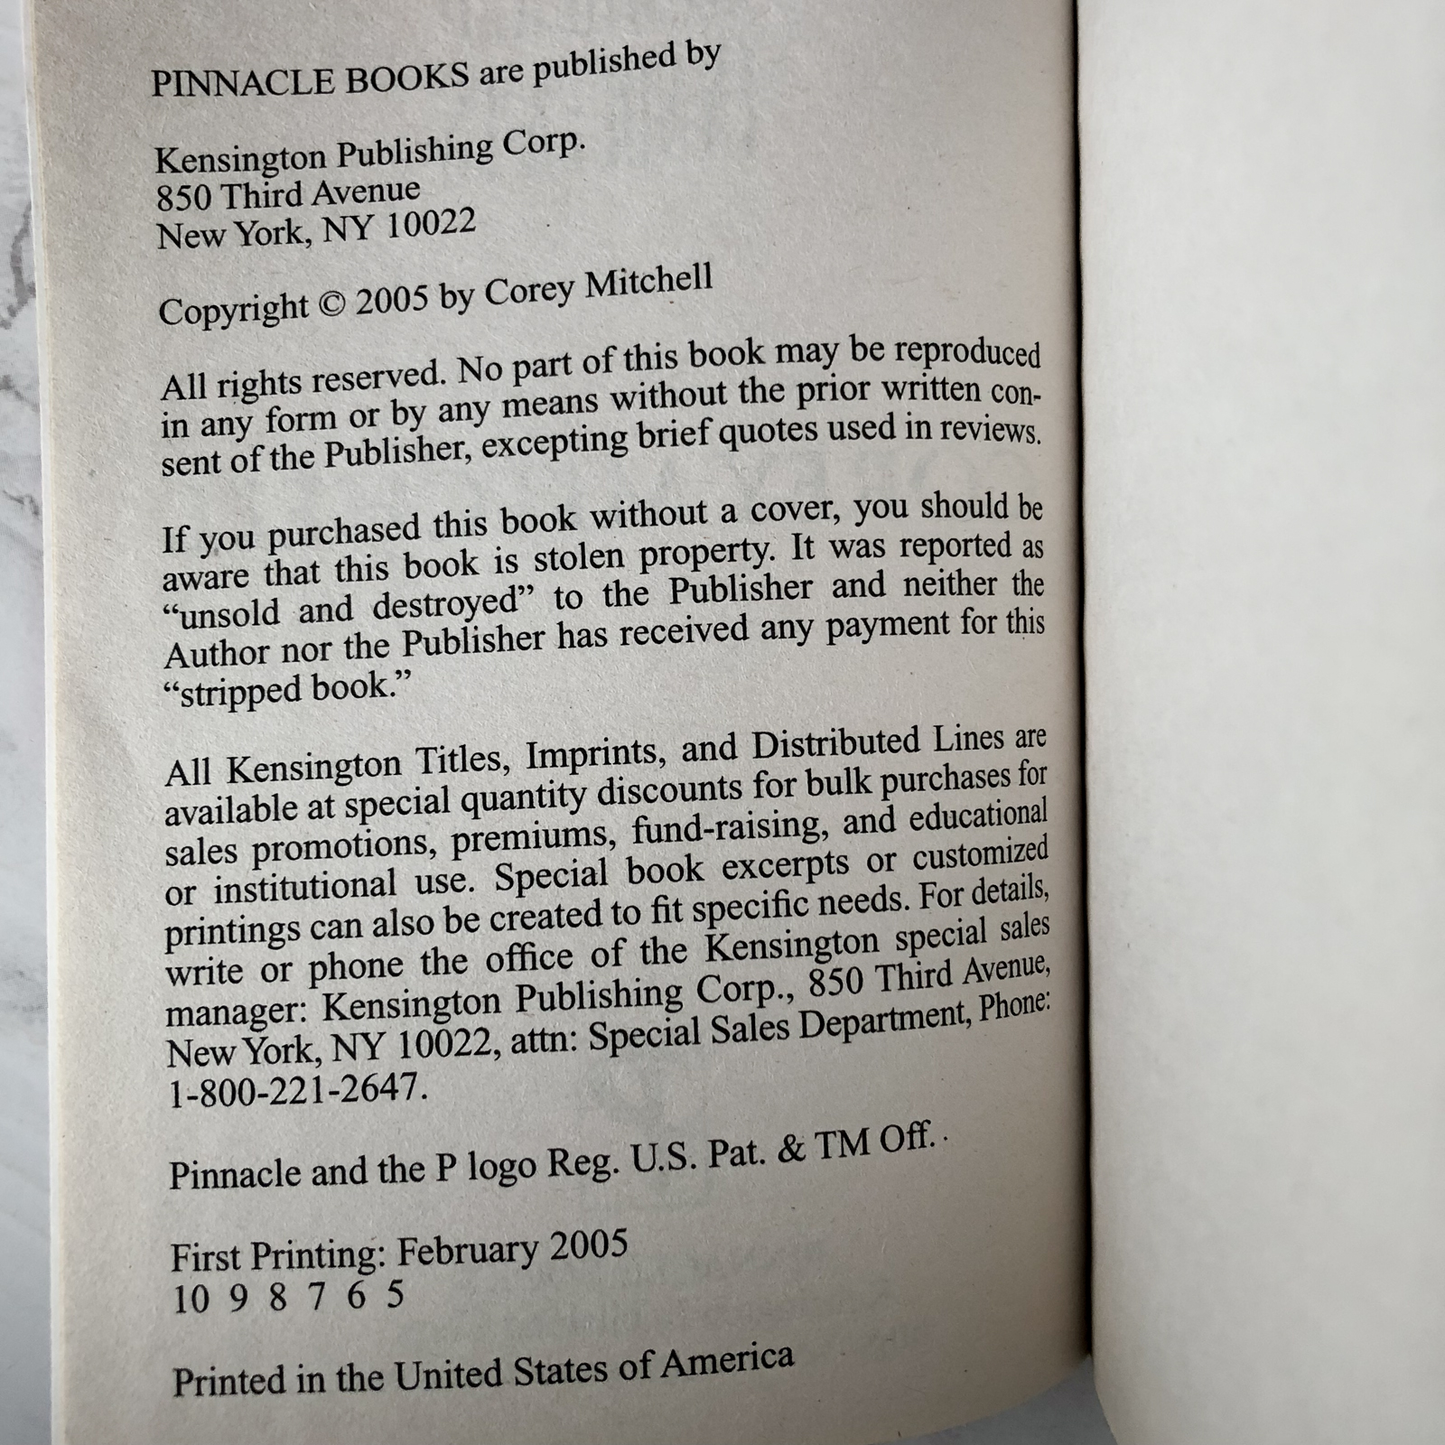 PINNACLE BOOKS are published by
Kensington Publishing Corp.
850 Third Avenue
New York, NY 10022
Copyright © 2005 by Corey Mitchell
All rights reserved. No part of this book may be reproduced
in any form or by any means without the prior written con-
sent of the Publisher, excepting brief quotes used in reviews.
If you purchased this book without a cover, you should be
aware that this book is stolen property. It was reported as
“unsold and destroyed” to the Publisher and neither the
Author nor the Publisher has received any payment for this
“stripped book.”
All Kensington Titles, Imprints, and Distributed Lines are
available at special quantity discounts for bulk purchases for
sales promotions, premiums, fund-raising, and educational
or institutional use. Special book excerpts or customized
printings can also be created to fit specific needs. For details,
write or phone the office of the Kensington special sales
manager: Kensington Publishing Corp., 850 Third Avenue,
New York, NY 10022, attn: Special Sales Department, Phone:
1-800-221-2647.
Pinnacle and the P logo Reg. U.S. Pat. & TM Off.
First Printing: February 2005
10 9 8 7 6 5
Printed in the United States of America